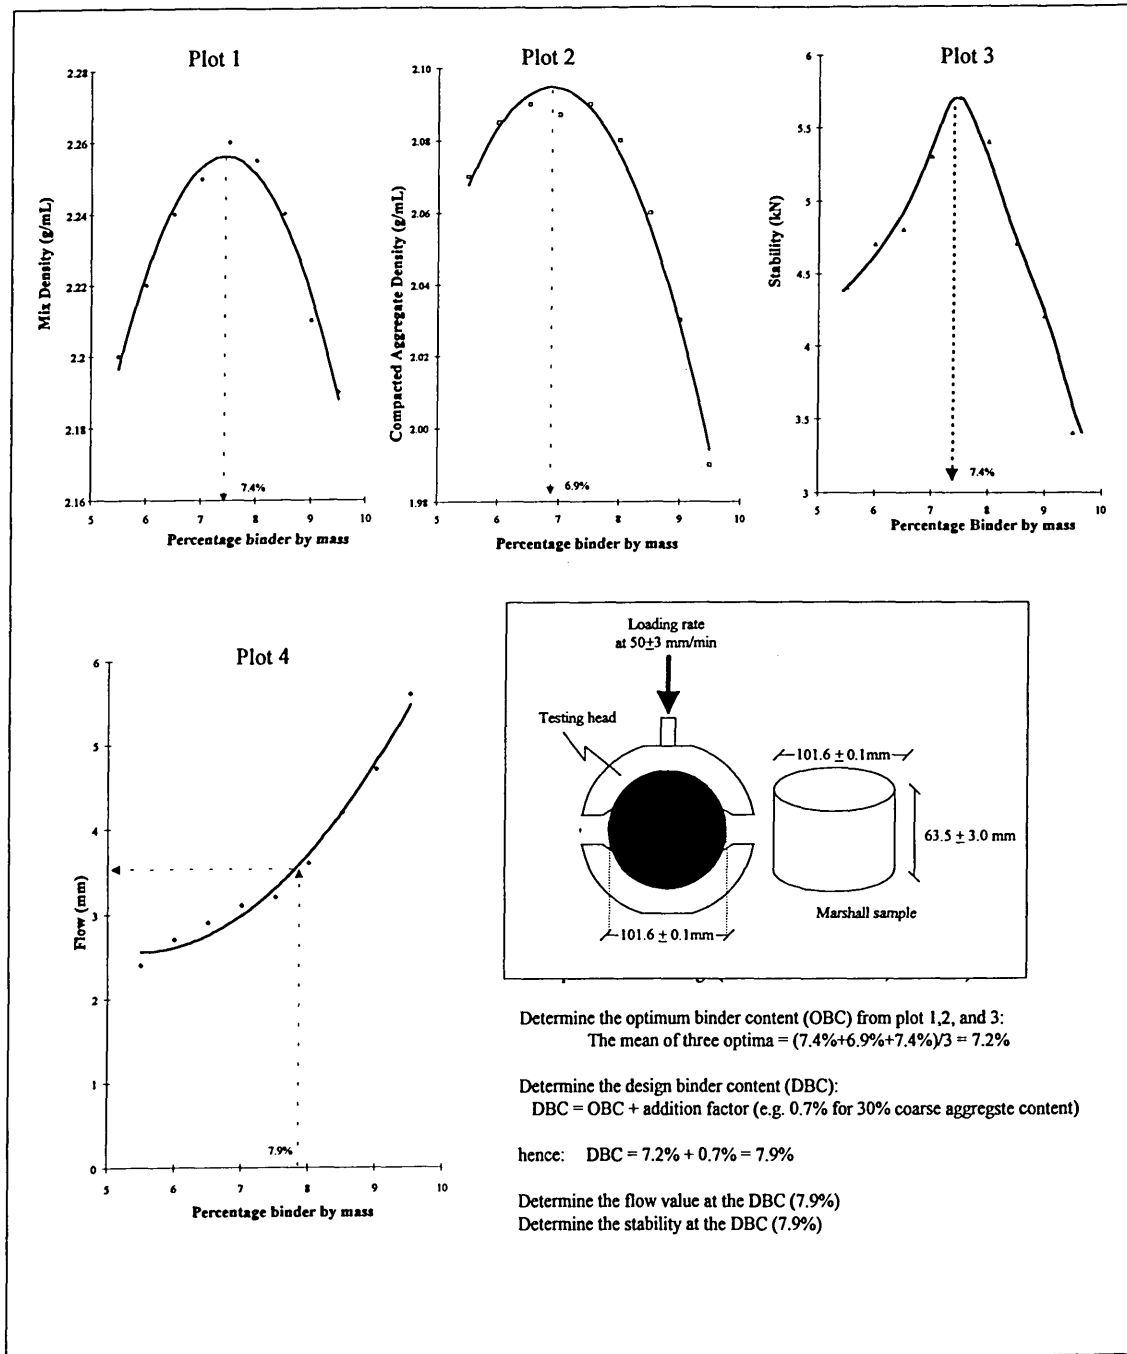 Plot 1
2.28
2.26
2.24
2.22
2.2
2.18
2.16
Mix Density (g/mL)
7.4%
5 6 7 8 9 10
Percentage binder by mass
Plot 2
2.10
2.08
2.06
2.04
2.02
2.00
1.98
Compacted Aggregate Density (g/mL)
6.9%
5 6 7 8 9 10
Percentage binder by mass
Plot 3
6
5.5
5
4.5
4
3.5
3
Stability (kN)
7.4%
5 6 7 8 9 10
Percentage Binder by mass
Plot 4
6
5
4
3
2
1
0
Flow (mm)
7.9%
5 6 7 8 9 10
Percentage binder by mass
Loading rate
at 50±3 mm/min
Testing head
101.6 ± 0.1mm
63.5 ± 3.0 mm
Marshall sample
101.6 ± 0.1mm
Determine the optimum binder content (OBC) from plot 1,2, and 3:
The mean of three optima = (7.4%+6.9%+7.4%)/3 = 7.2%
Determine the design binder content (DBC):
DBC = OBC + addition factor (e.g. 0.7% for 30% coarse aggregste content)
hence: DBC = 7.2% + 0.7% = 7.9%
Determine the flow value at the DBC (7.9%)
Determine the stability at the DBC (7.9%)